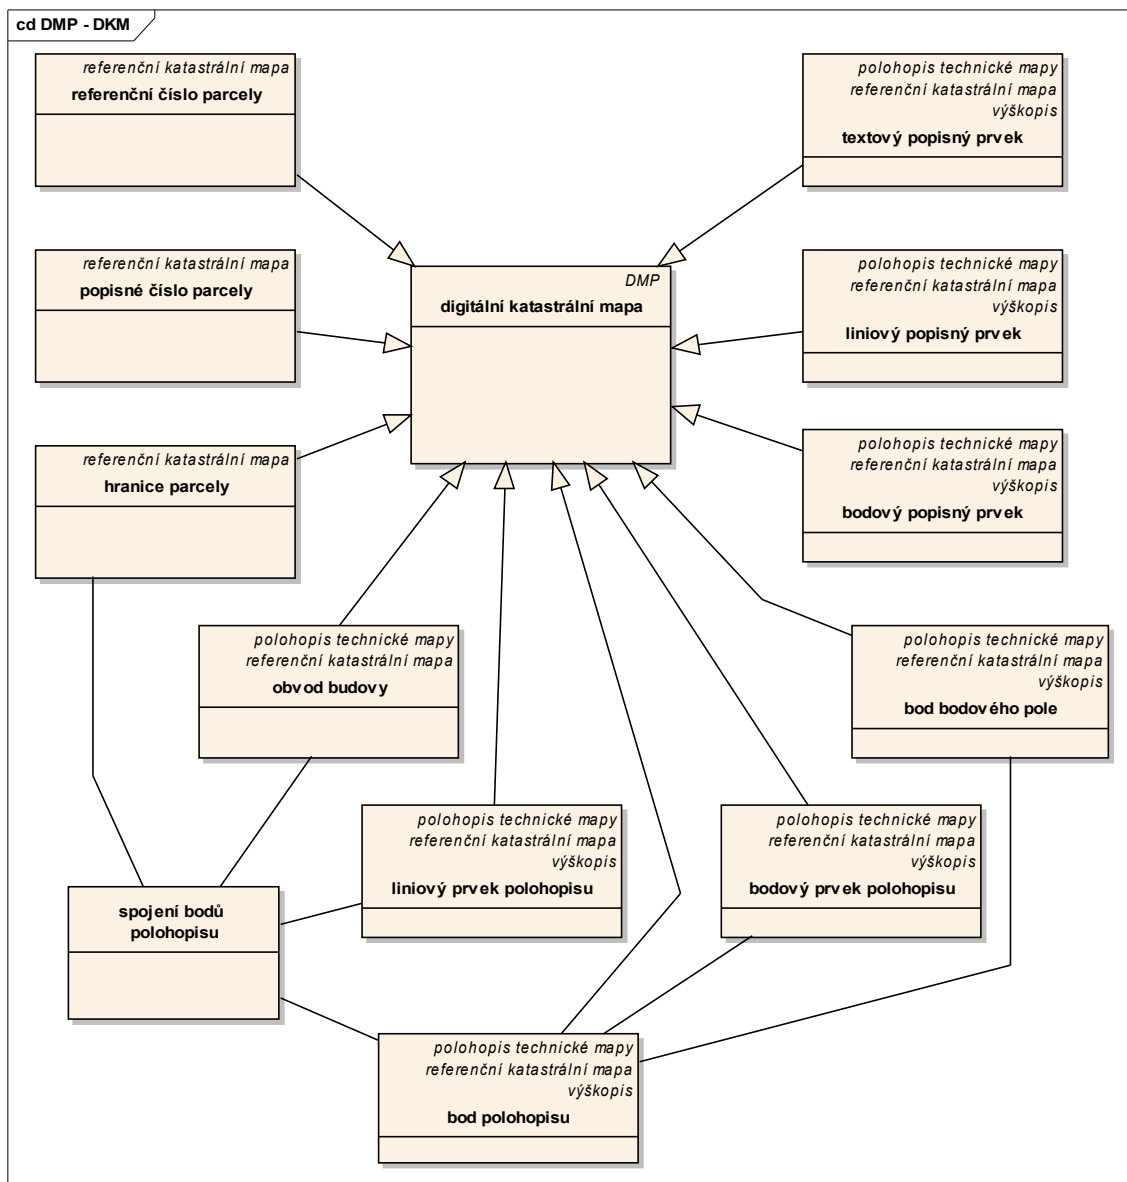 cd DMP - DKM
referenční katastrální mapa
referenční číslo parcely
polohopis technické mapy
referenční katastrální mapa
výškopis
textový popisný prvek
referenční katastrální mapa
popisné číslo parcely
DMP
digitální katastrální mapa
polohopis technické mapy
referenční katastrální mapa
výškopis
liniový popisný prvek
referenční katastrální mapa
hranice parcely
polohopis technické mapy
referenční katastrální mapa
výškopis
bodový popisný prvek
polohopis technické mapy
referenční katastrální mapa
obvod budovy
polohopis technické mapy
referenční katastrální mapa
výškopis
bod bodového pole
polohopis technické mapy
referenční katastrální mapa
výškopis
liniový prvek polohopisu
polohopis technické mapy
referenční katastrální mapa
výškopis
bodový prvek polohopisu
spojení bodů
polohopisu
polohopis technické mapy
referenční katastrální mapa
výškopis
bod polohopisu